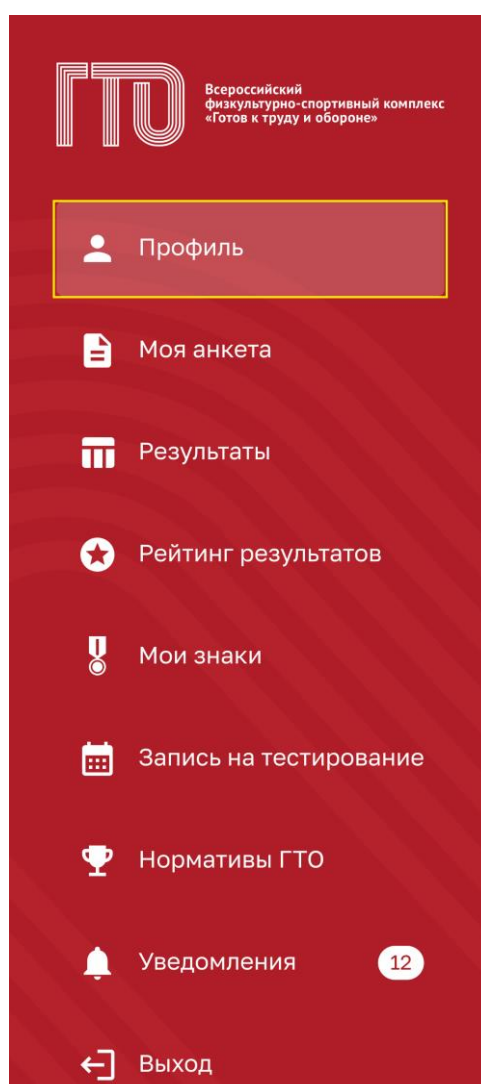 ГТО
Всероссийский
физкультурно-спортивный комплекс
«Готов к труду и обороне»
Профиль
Моя анкета
Результаты
Рейтинг результатов
Мои знаки
Запись на тестирование
Нормативы ГТО
Уведомления 12
Выход